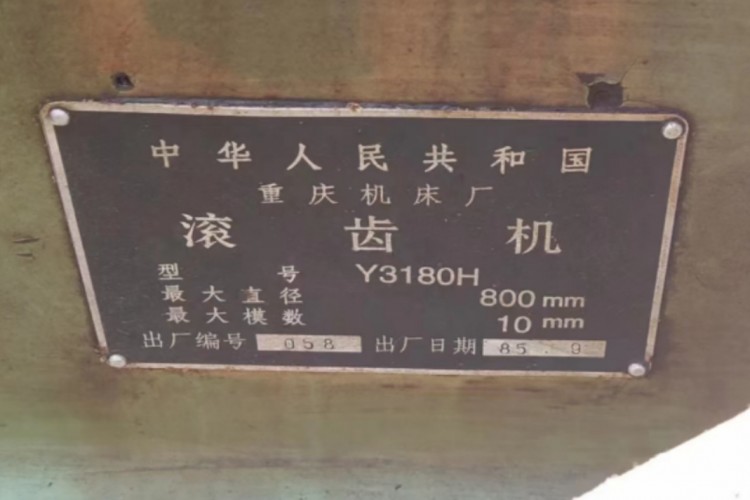 中华人民共和国
重庆机床厂
滚齿机
型号 Y3180H
最大直径 800 mm
最大模数 10 mm
出厂编号 058 出厂日期 85.9